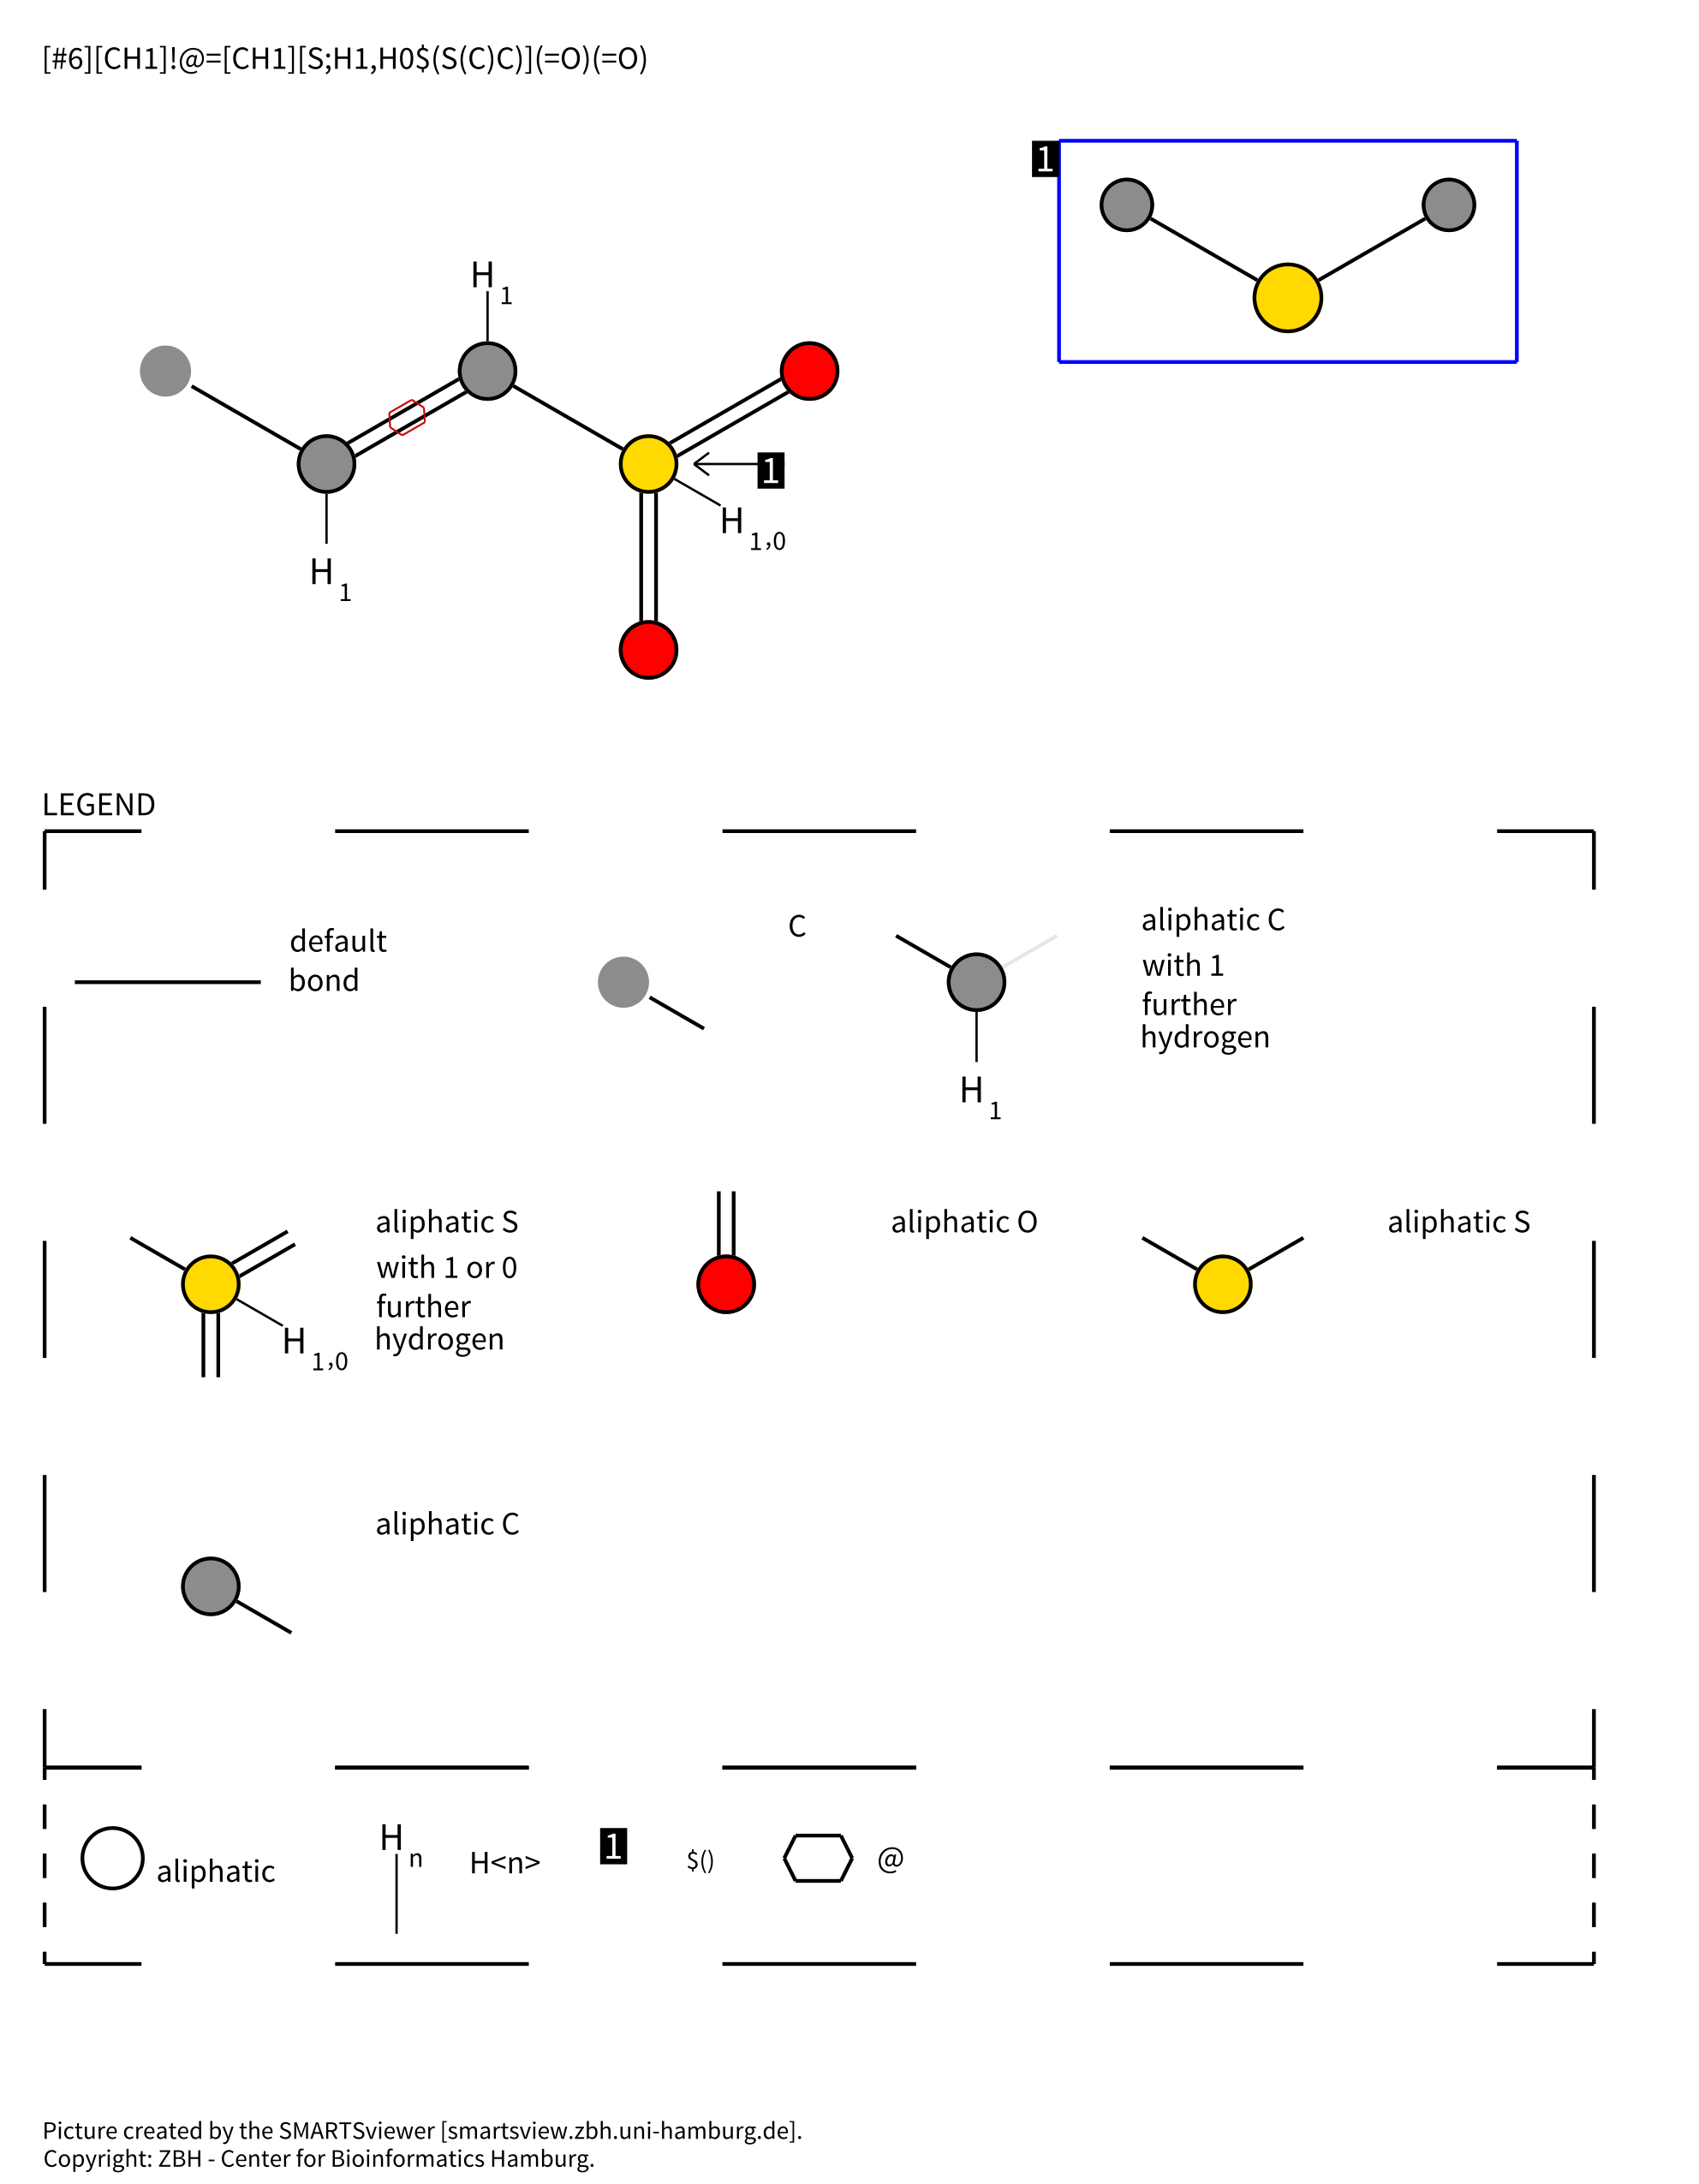 [#6][CH1]!@=[CH1][S;H1,H0$(S(C)C)](=O)(=O)
1
H 1
1
H 1,0
H 1
LEGEND
default
bond
C
aliphatic C
with 1
further
hydrogen
H 1
aliphatic S
with 1 or 0
further
hydrogen
H 1,0
aliphatic O
aliphatic S
aliphatic C
aliphatic
H n
H<n>
1
$()
@
Picture created by the SMARTSviewer [smartsview.zbh.uni-hamburg.de].
Copyright: ZBH - Center for Bioinformatics Hamburg.